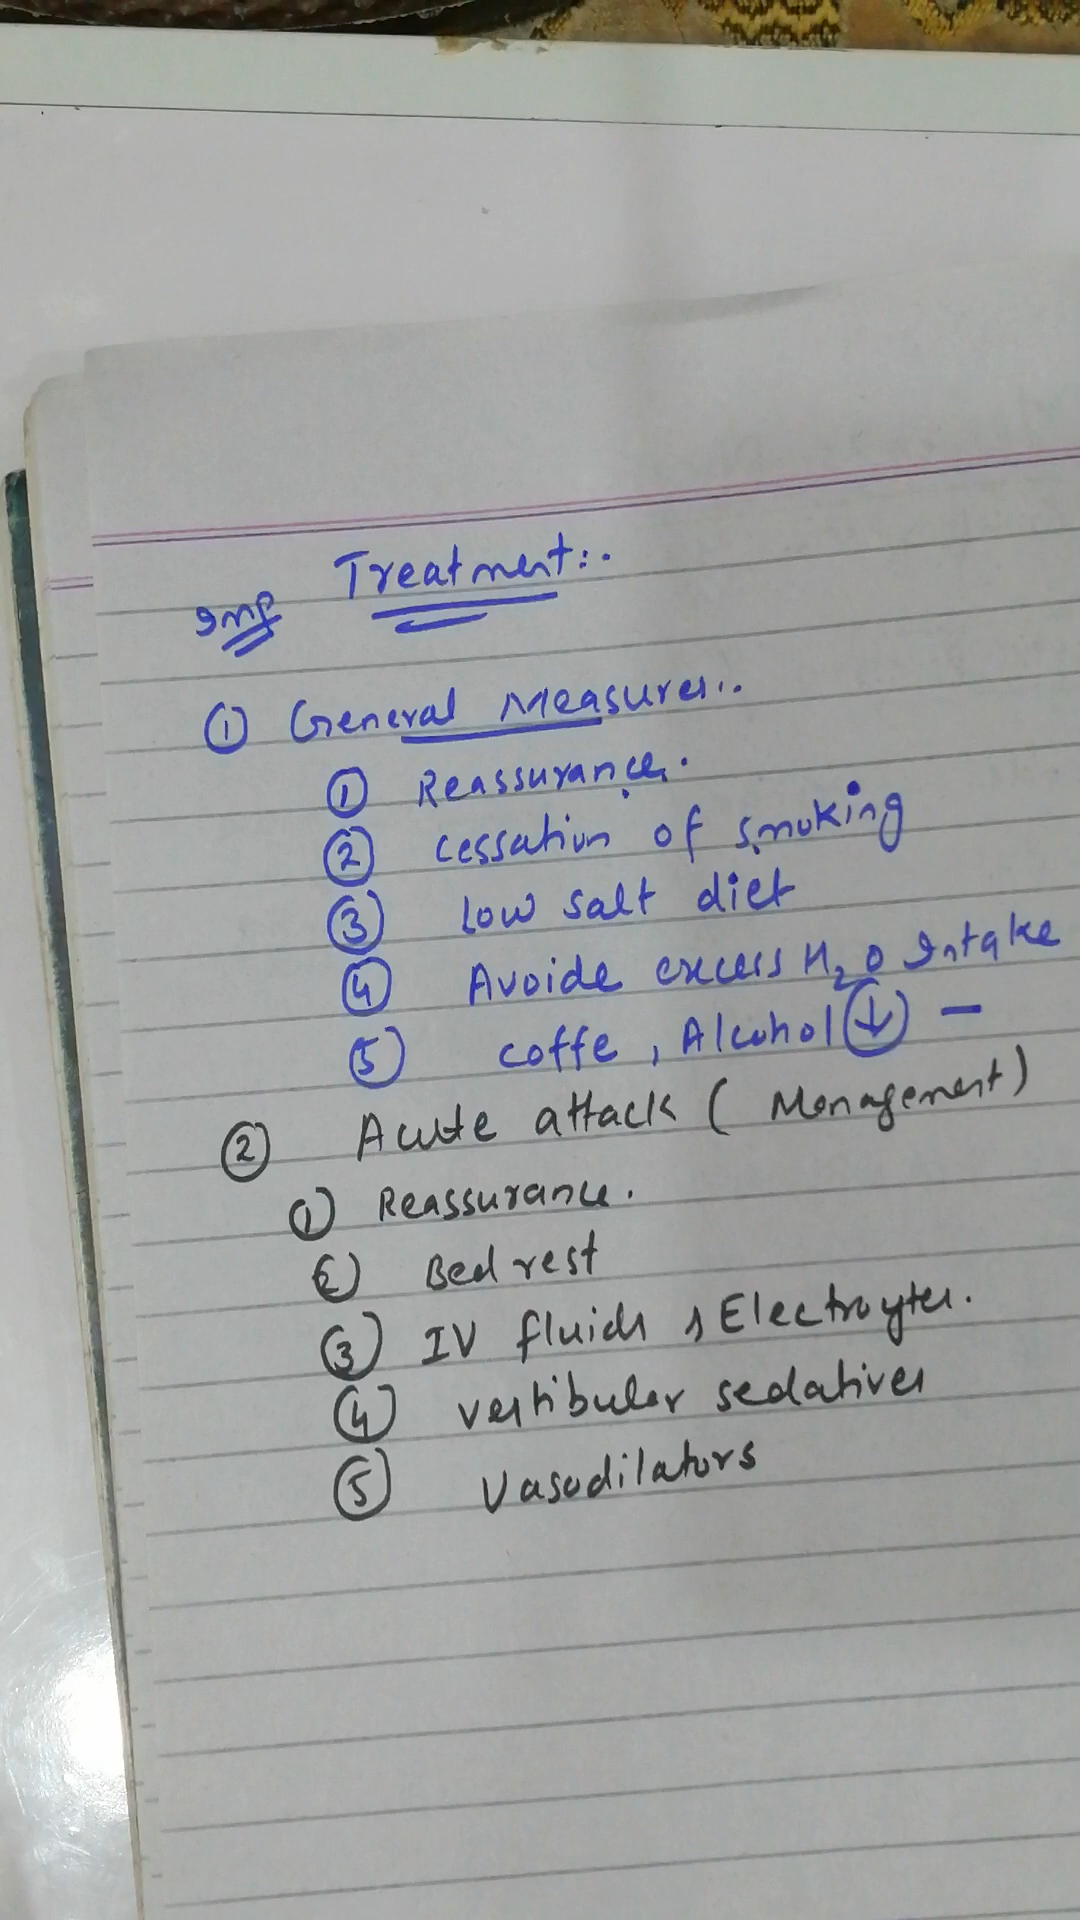 Treatment:.
Imp
① General Measures:.
① Reassurance.
② cessation of smoking
③ low salt diet
④ Avoide excess H₂O Intake
⑤ coffe, Alcohol ↓ -
② Acute attack ( Management)
① Reassurance.
② Bed rest
③ IV fluids , Electroytes.
④ vestibular sedatives
⑤ Vasodilators